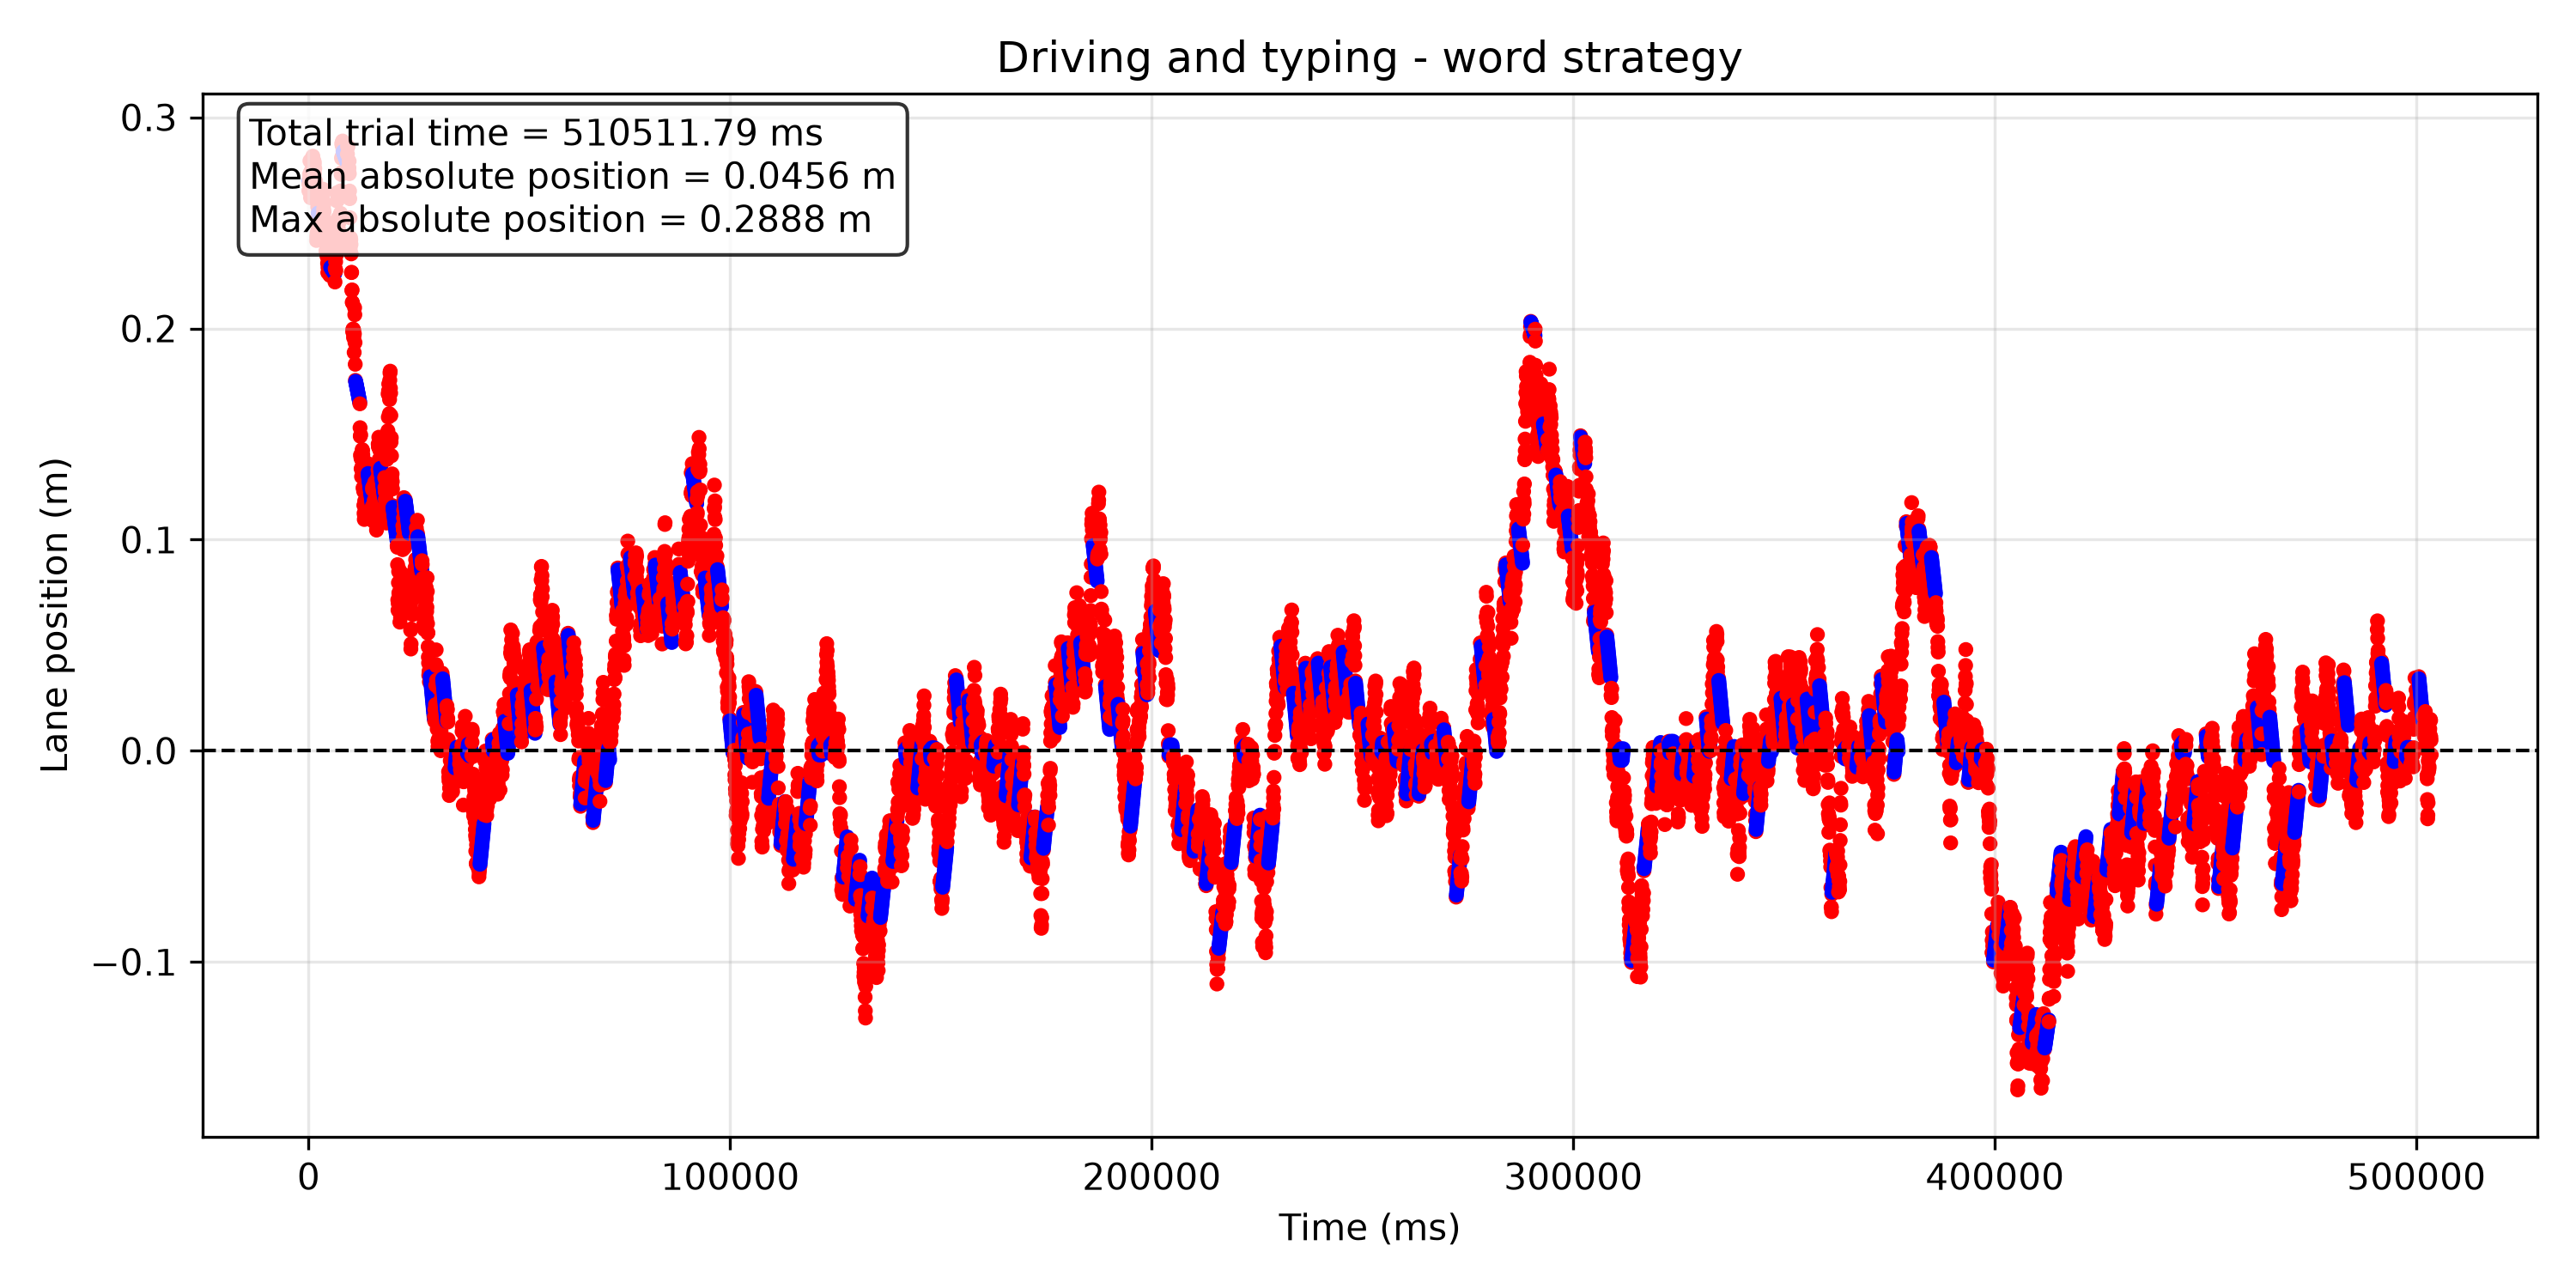 Driving and typing - word strategy
Total trial time = 510511.79 ms
Mean absolute position = 0.0456 m
Max absolute position = 0.2888 m
Lane position (m)
0.3
0.2
0.1
0.0
−0.1
0 100000 200000 300000 400000 500000
Time (ms)